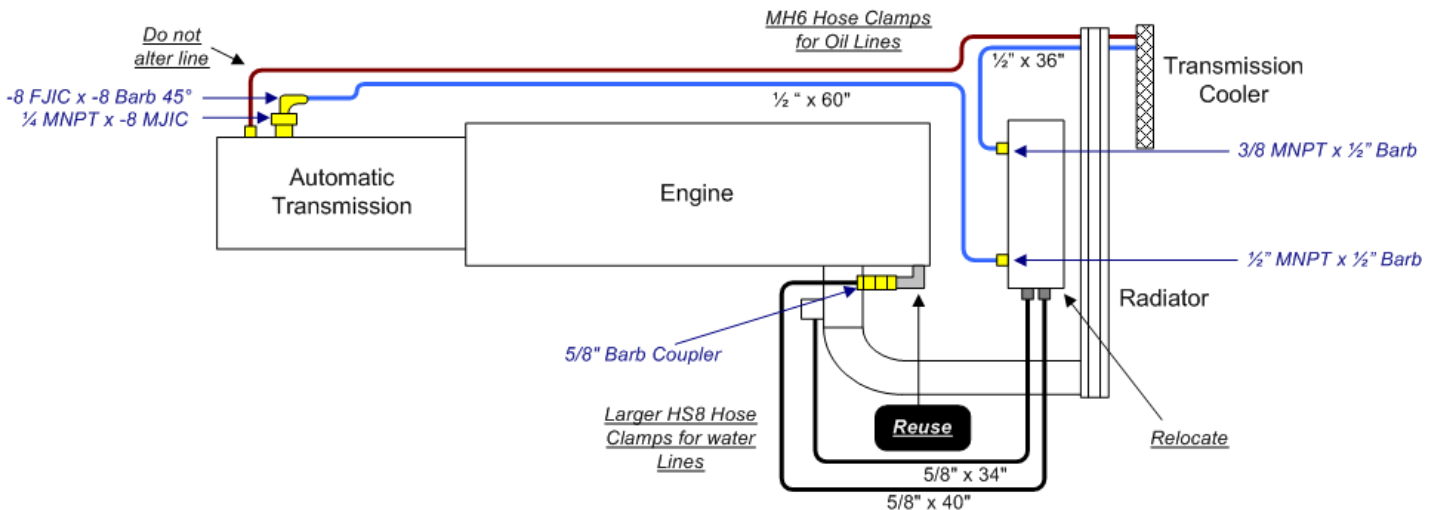 Do not
alter line
MH6 Hose Clamps
for Oil Lines
½" x 36"
Transmission
Cooler
-8 FJIC x -8 Barb 45°
¼ MNPT x -8 MJIC
½ “ x 60"
3/8 MNPT x ½” Barb
Automatic
Transmission
Engine
½” MNPT x ½” Barb
Radiator
5/8" Barb Coupler
Larger HS8 Hose
Clamps for water
Lines
Reuse
Relocate
5/8" x 34"
5/8" x 40"